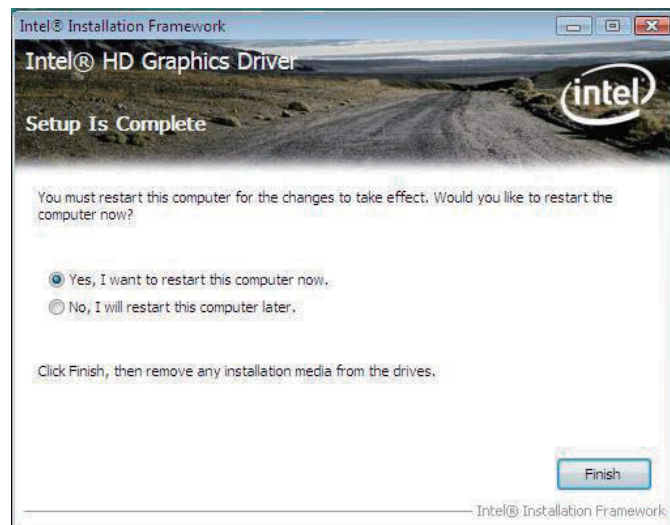 Intel® Installation Framework
Intel® HD Graphics Driver
intel
Setup Is Complete
You must restart this computer for the changes to take effect. Would you like to restart the
computer now?
Yes, I want to restart this computer now.
No, I will restart this computer later.
Click Finish, then remove any installation media from the drives.
Finish
Intel® Installation Framework